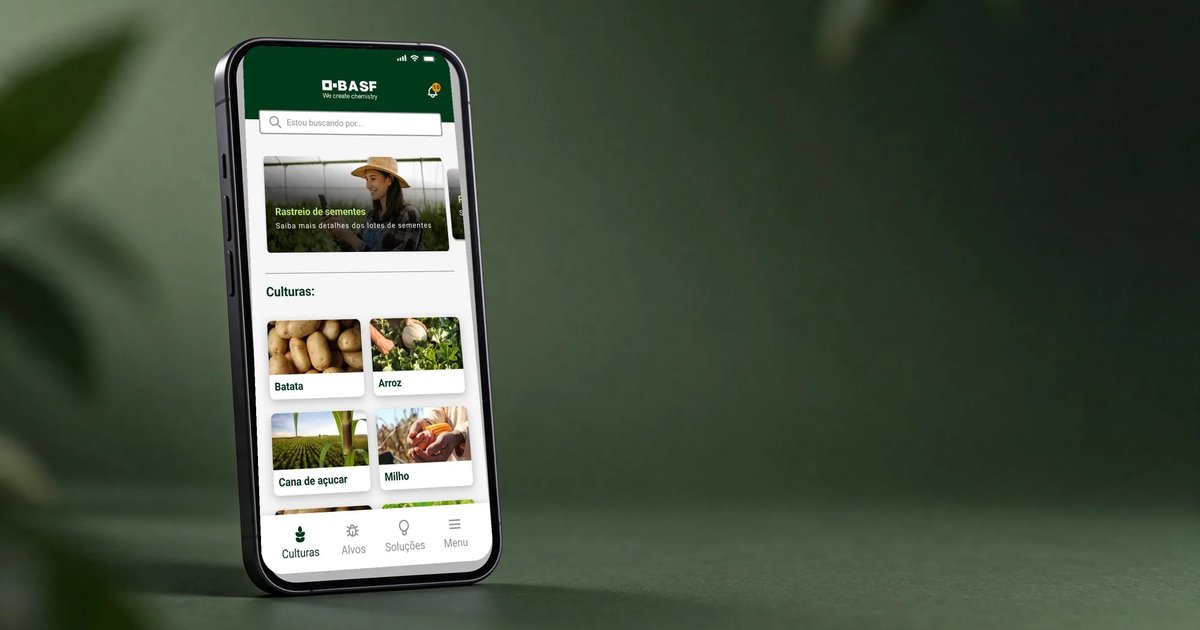 BASF
We create chemistry
Estou buscando por...
Rastreio de sementes
Saiba mais detalhes dos lotes de sementes
Culturas:
Batata
Arroz
Cana de açucar
Milho
Culturas
Alvos
Soluções
Menu